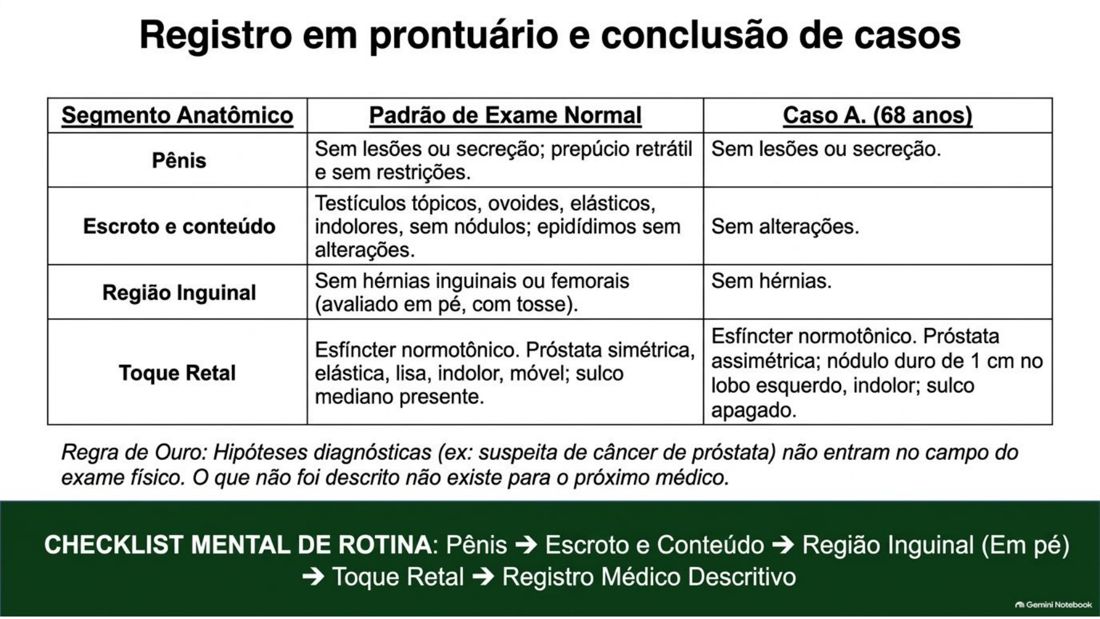 Registro em prontuário e conclusão de casos
Segmento Anatômico
Padrão de Exame Normal
Caso A. (68 anos)
Pênis
Sem lesões ou secreção; prepúcio retrátil
e sem restrições.
Sem lesões ou secreção.
Escroto e conteúdo
Testículos tópicos, ovoides, elásticos,
indolores, sem nódulos; epidídimos sem
alterações.
Sem alterações.
Região Inguinal
Sem hérnias inguinais ou femorais
(avaliado em pé, com tosse).
Sem hérnias.
Toque Retal
Esfíncter normotônico. Próstata simétrica,
elástica, lisa, indolor, móvel; sulco
mediano presente.
Esfíncter normotônico. Próstata
assimétrica; nódulo duro de 1 cm no
lobo esquerdo, indolor; sulco
apagado.
Regra de Ouro: Hipóteses diagnósticas (ex: suspeita de câncer de próstata) não entram no campo do
exame físico. O que não foi descrito não existe para o próximo médico.
CHECKLIST MENTAL DE ROTINA: Pênis ➔ Escroto e Conteúdo ➔ Região Inguinal (Em pé)
➔ Toque Retal ➔ Registro Médico Descritivo
Gemini Notebook